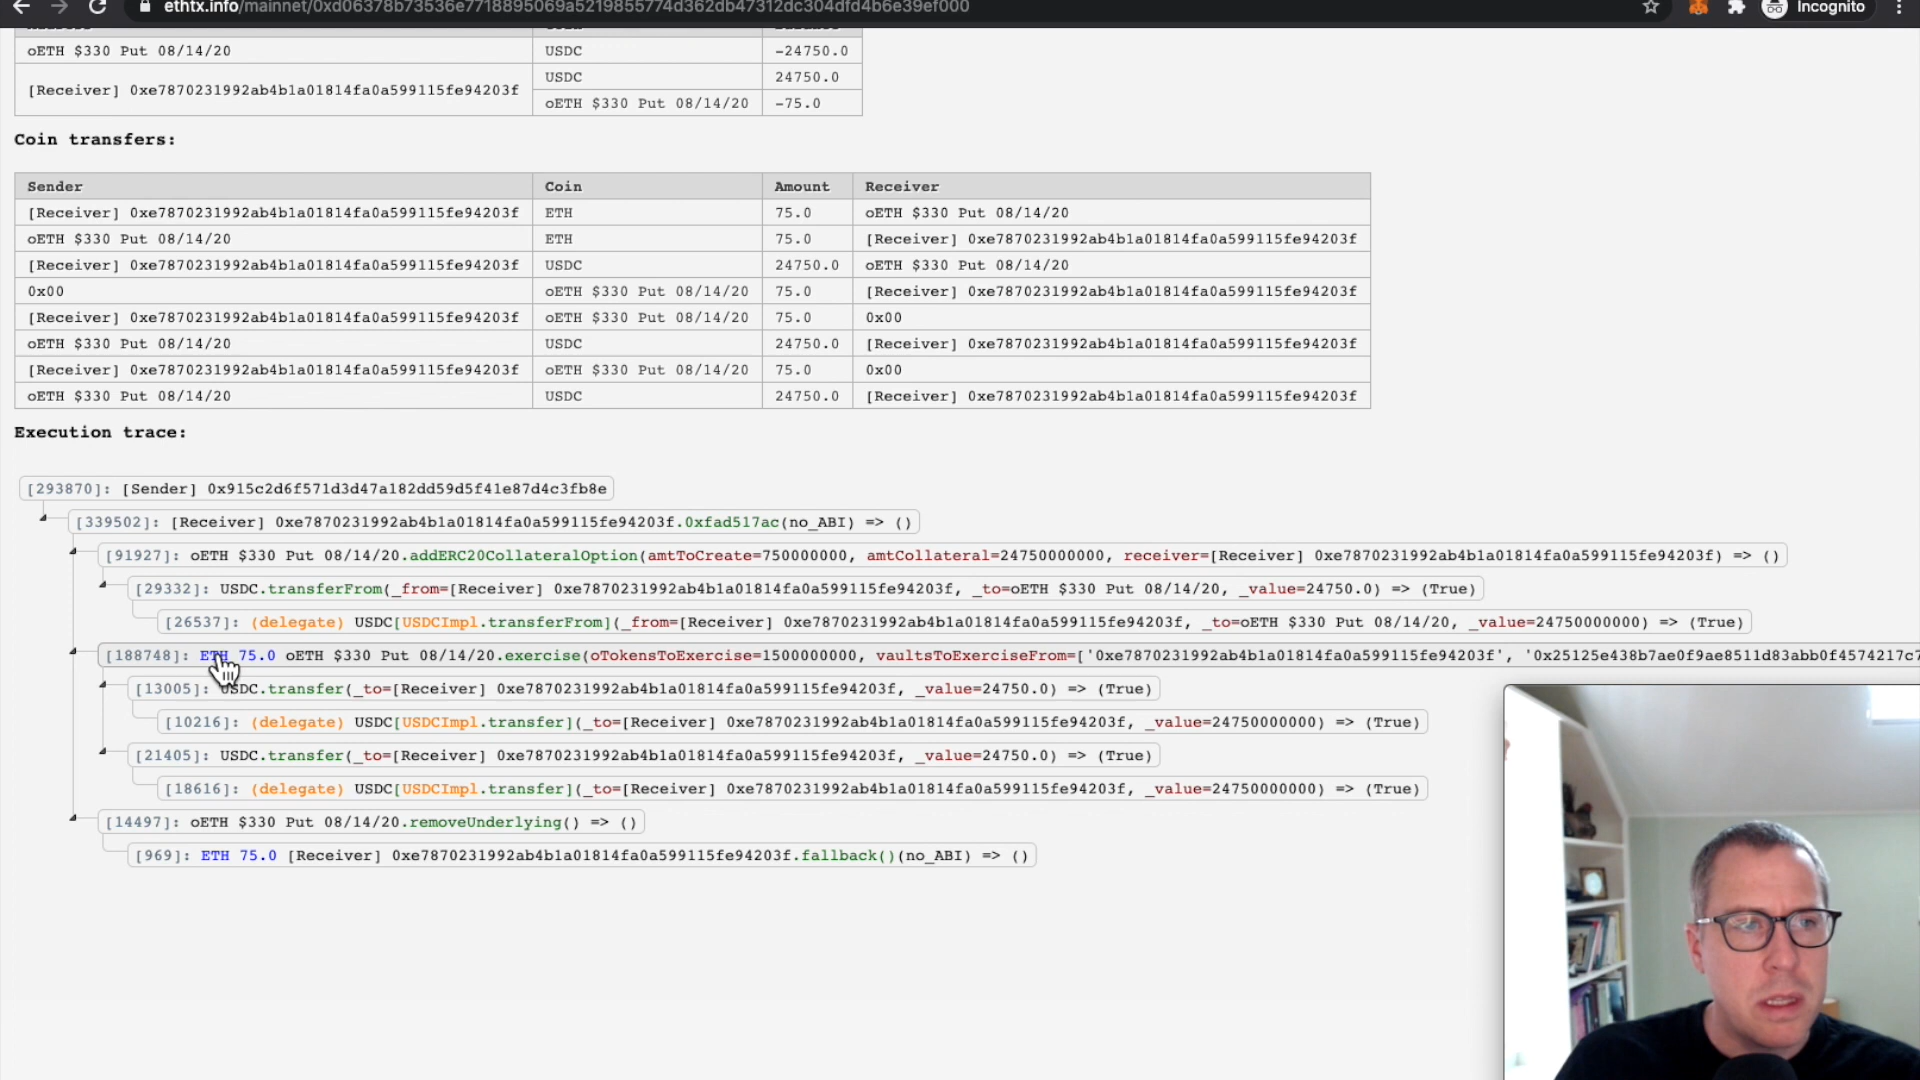 ethtx.info/mainnet/0xd06378b73536e7718895069a5219855774d362db47312dc304dfd4b6e39ef000
Incognito
oETH $330 Put 08/14/20 USDC -24750.0
[Receiver] 0xe7870231992ab4b1a01814fa0a599115fe94203f USDC 24750.0
oETH $330 Put 08/14/20 -75.0
Coin transfers:
Sender Coin Amount Receiver
[Receiver] 0xe7870231992ab4b1a01814fa0a599115fe94203f ETH 75.0 oETH $330 Put 08/14/20
oETH $330 Put 08/14/20 ETH 75.0 [Receiver] 0xe7870231992ab4b1a01814fa0a599115fe94203f
[Receiver] 0xe7870231992ab4b1a01814fa0a599115fe94203f USDC 24750.0 oETH $330 Put 08/14/20
0x00 oETH $330 Put 08/14/20 75.0 [Receiver] 0xe7870231992ab4b1a01814fa0a599115fe94203f
[Receiver] 0xe7870231992ab4b1a01814fa0a599115fe94203f oETH $330 Put 08/14/20 75.0 0x00
oETH $330 Put 08/14/20 USDC 24750.0 [Receiver] 0xe7870231992ab4b1a01814fa0a599115fe94203f
[Receiver] 0xe7870231992ab4b1a01814fa0a599115fe94203f oETH $330 Put 08/14/20 75.0 0x00
oETH $330 Put 08/14/20 USDC 24750.0 [Receiver] 0xe7870231992ab4b1a01814fa0a599115fe94203f
Execution trace:
[293870]: [Sender] 0x915c2d6f571d3d47a182dd59d5f41e87d4c3fb8e
[339502]: [Receiver] 0xe7870231992ab4b1a01814fa0a599115fe94203f.0xfad517ac(no_ABI) => ()
[91927]: oETH $330 Put 08/14/20.addERC20CollateralOption(amtToCreate=750000000, amtCollateral=24750000000, receiver=[Receiver] 0xe7870231992ab4b1a01814fa0a599115fe94203f) => ()
[29332]: USDC.transferFrom(_from=[Receiver] 0xe7870231992ab4b1a01814fa0a599115fe94203f, _to=oETH $330 Put 08/14/20, _value=24750.0) => (True)
[26537]: (delegate) USDC[USDCImpl.transferFrom](_from=[Receiver] 0xe7870231992ab4b1a01814fa0a599115fe94203f, _to=oETH $330 Put 08/14/20, _value=24750000000) => (True)
[188748]: ETH 75.0 oETH $330 Put 08/14/20.exercise(oTokensToExercise=1500000000, vaultsToExerciseFrom=['0xe7870231992ab4b1a01814fa0a599115fe94203f', '0x25125e438b7ae0f9ae8511d83abb0f4574217c7
[13005]: USDC.transfer(_to=[Receiver] 0xe7870231992ab4b1a01814fa0a599115fe94203f, _value=24750.0) => (True)
[10216]: (delegate) USDC[USDCImpl.transfer](_to=[Receiver] 0xe7870231992ab4b1a01814fa0a599115fe94203f, _value=24750000000) => (True)
[21405]: USDC.transfer(_to=[Receiver] 0xe7870231992ab4b1a01814fa0a599115fe94203f, _value=24750.0) => (True)
[18616]: (delegate) USDC[USDCImpl.transfer](_to=[Receiver] 0xe7870231992ab4b1a01814fa0a599115fe94203f, _value=24750000000) => (True)
[14497]: oETH $330 Put 08/14/20.removeUnderlying() => ()
[969]: ETH 75.0 [Receiver] 0xe7870231992ab4b1a01814fa0a599115fe94203f.fallback()(no_ABI) => ()